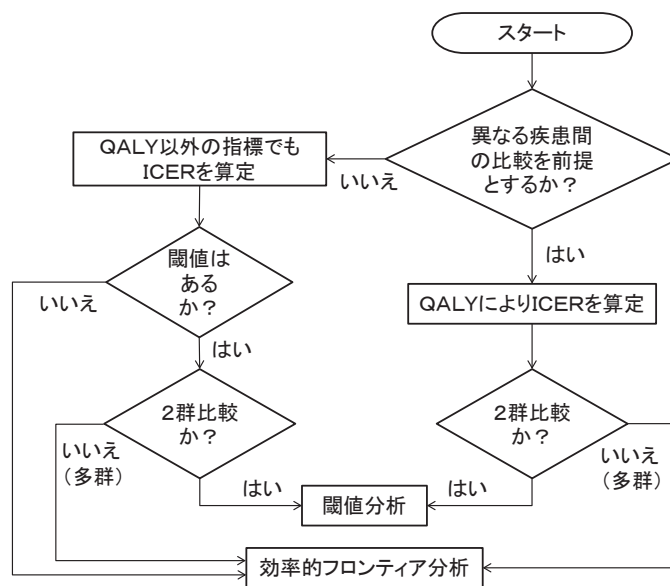 スタート
異なる疾患間
の比較を前提
とするか？
いいえ
はい
QALY以外の指標でも
ICERを算定
閾値は
ある
か？
いいえ
はい
QALYによりICERを算定
２群比較
か？
いいえ
（多群）
はい
２群比較
か？
いいえ
（多群）
はい
閾値分析
効率的フロンティア分析